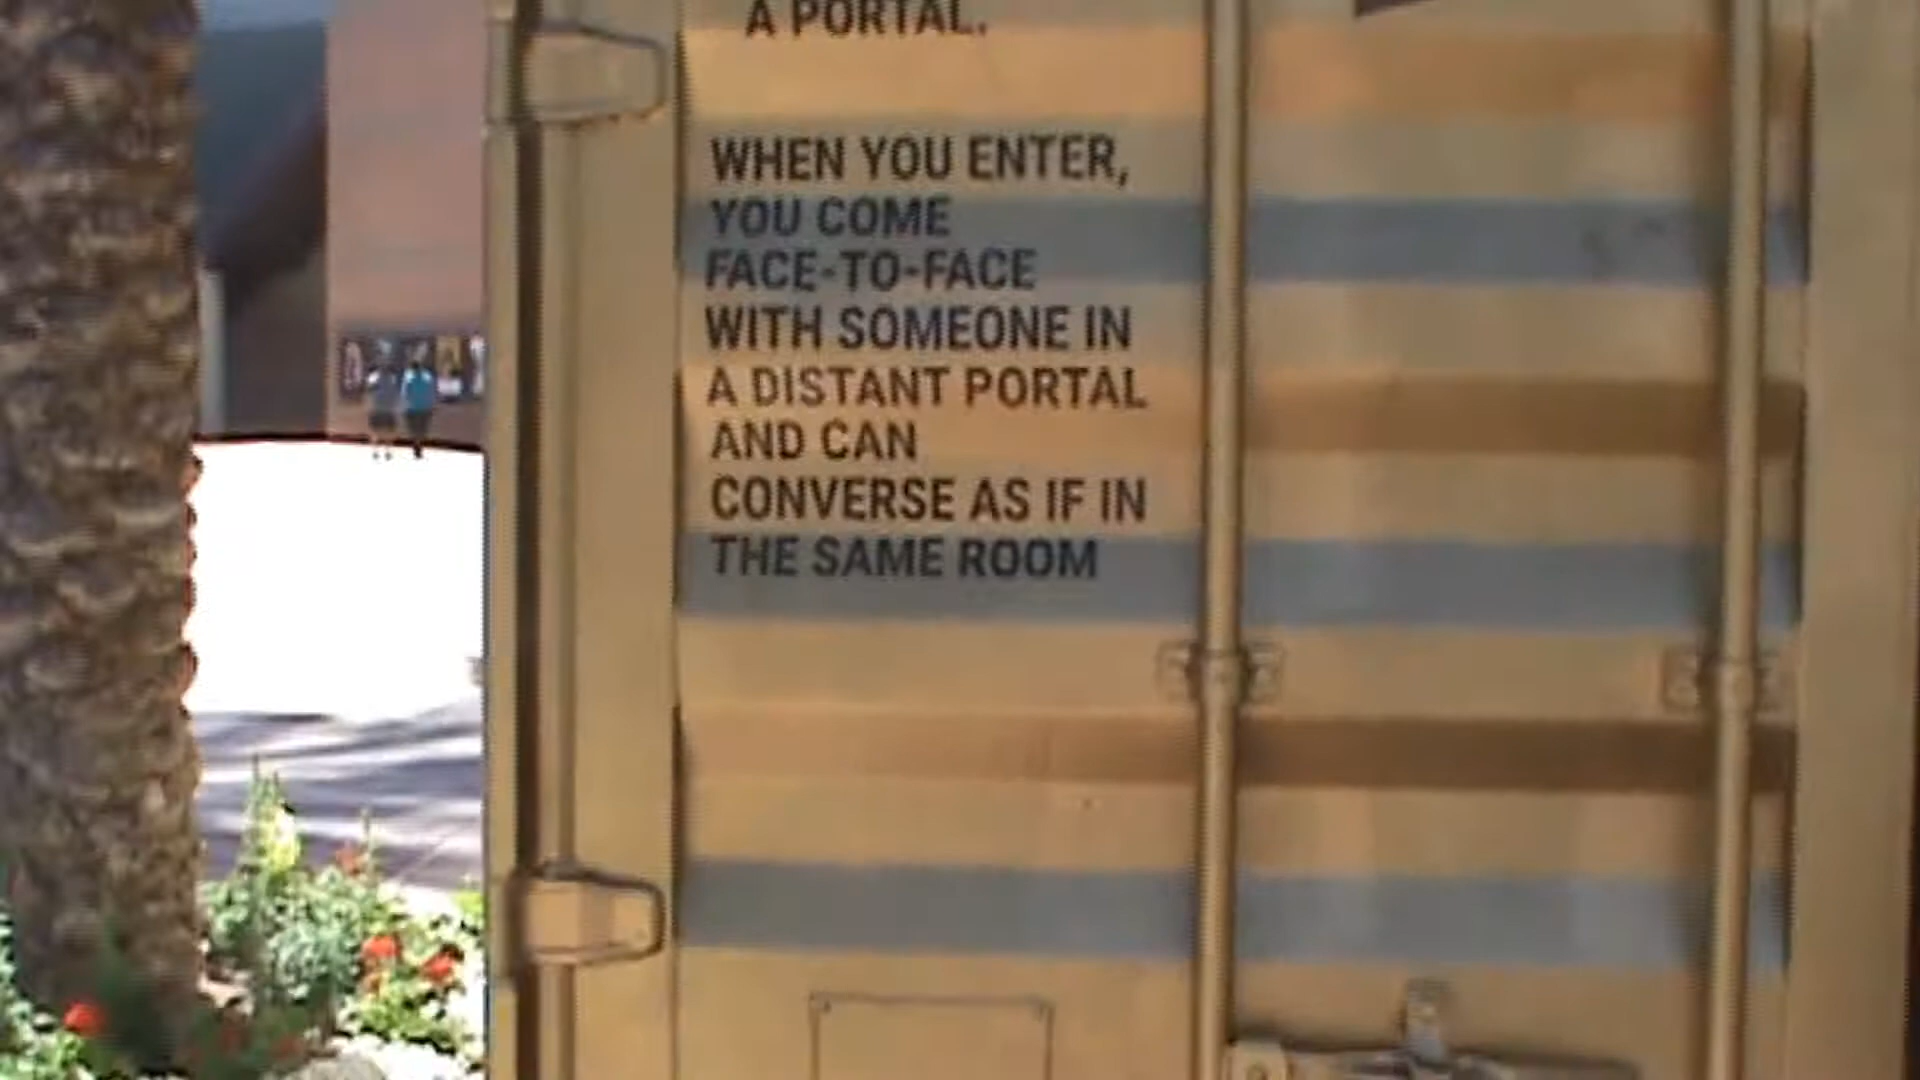 A PORTAL.
WHEN YOU ENTER,
YOU COME
FACE-TO-FACE
WITH SOMEONE IN
A DISTANT PORTAL
AND CAN
CONVERSE AS IF IN
THE SAME ROOM